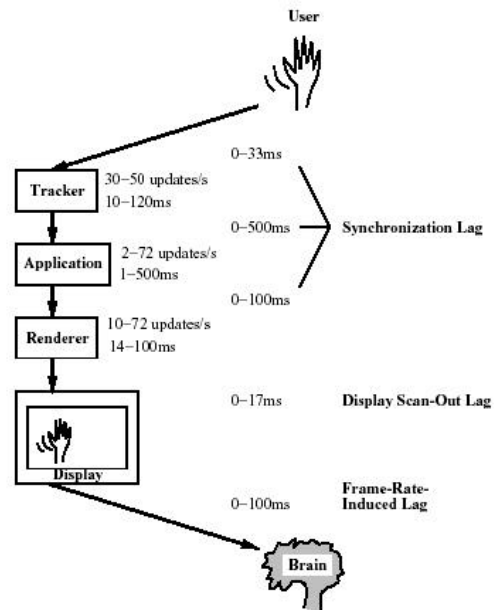 User
0–33ms
Tracker
30–50 updates/s
10–120ms
0–500ms
Synchronization Lag
Application
2–72 updates/s
1–500ms
0–100ms
Renderer
10–72 updates/s
14–100ms
0–17ms
Display Scan-Out Lag
Display
0–100ms
Frame-Rate-
Induced Lag
Brain